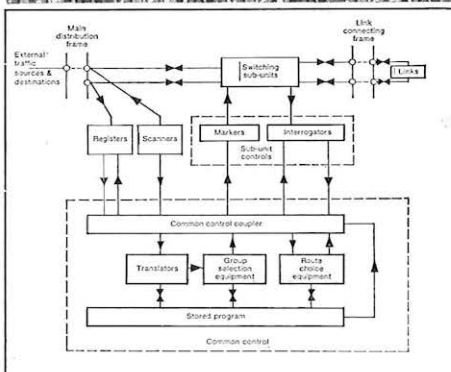 Main
distribution
frame
Link
connecting
frame
External
traffic
sources &
destinations
Switching
sub-units
Links
Registers
Scanners
Markers
Interrogators
Sub-unit
controls
Common control coupler
Translators
Group
selection
equipment
Route
choice
equipment
Stored program
Common control